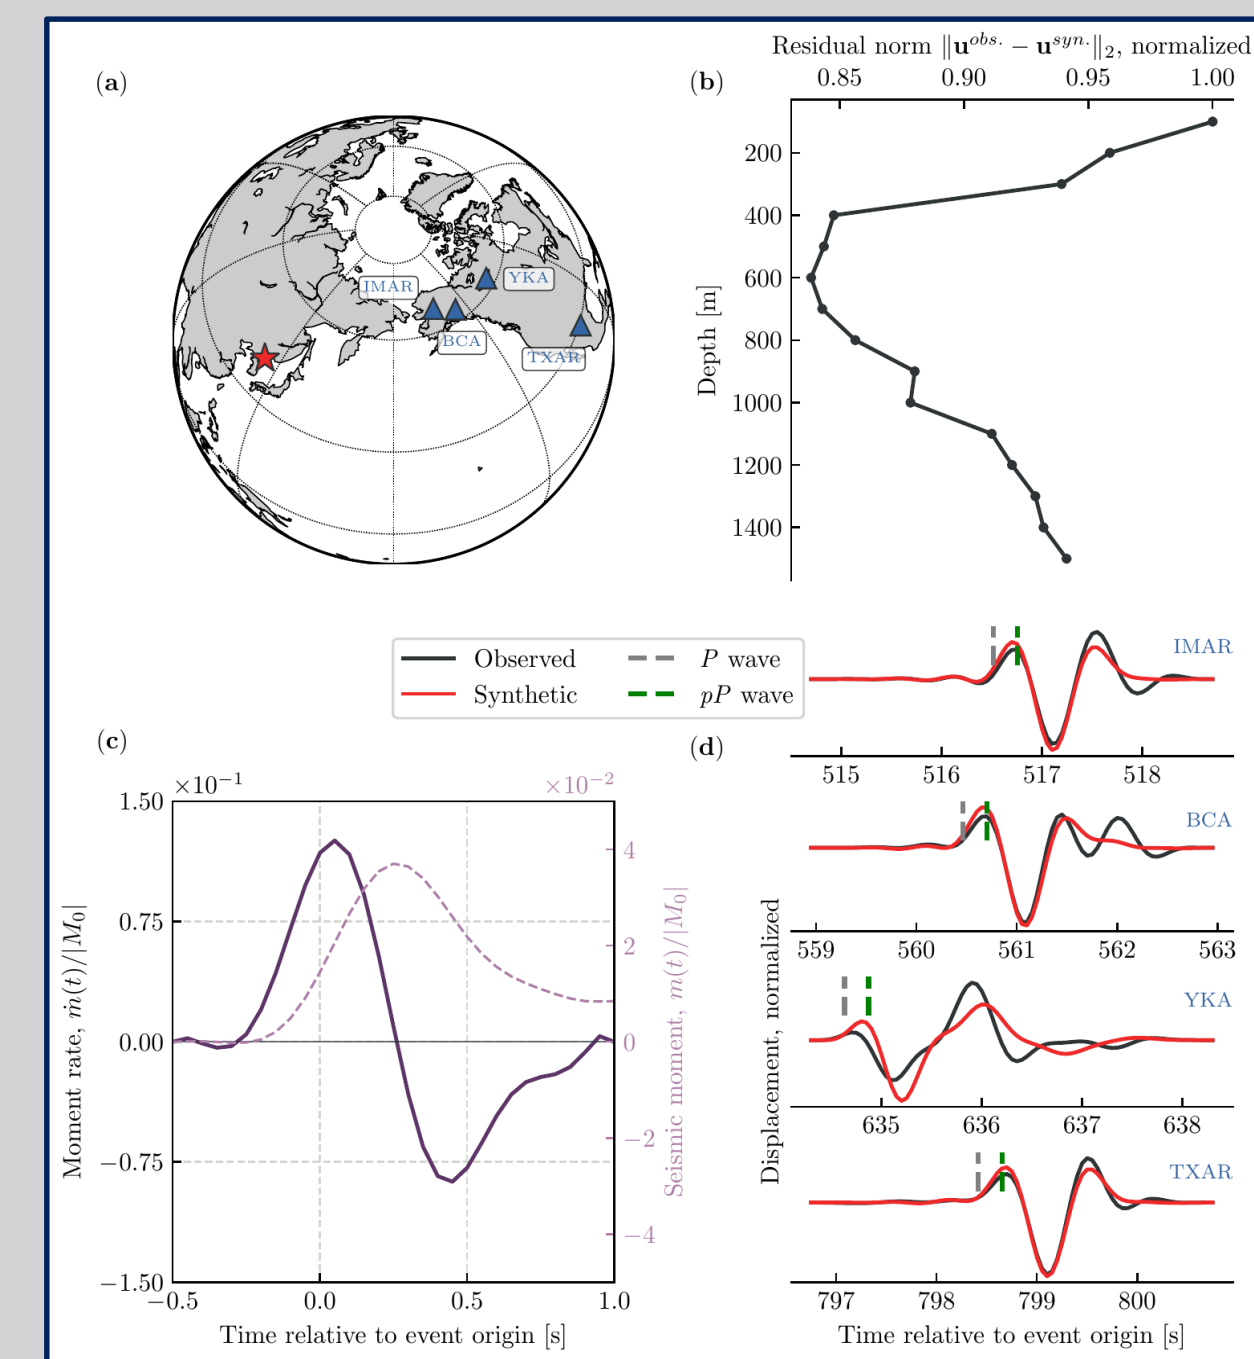 (a)
IMAR
YKA
BCA
TXAR
(b)
Residual norm ‖u^{obs.} − u^{syn.}‖₂, normalized
0.85 0.90 0.95 1.00
Depth [m]
200
400
600
800
1000
1200
1400
Observed
Synthetic
P wave
pP wave
(c)
×10⁻¹
×10⁻²
Moment rate, ṁ(t)/|M₀|
1.50
0.75
0.00
−0.75
−1.50
Seismic moment, m(t)/|M₀|
4
2
0
−2
−4
−0.5 0.0 0.5 1.0
Time relative to event origin [s]
(d)
Displacement, normalized
IMAR
515 516 517 518
BCA
559 560 561 562 563
YKA
635 636 637 638
TXAR
797 798 799 800
Time relative to event origin [s]